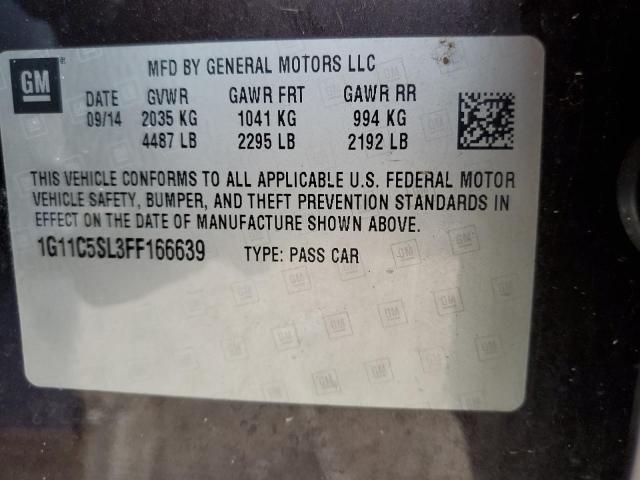 GM
MFD BY GENERAL MOTORS LLC
DATE GVWR GAWR FRT GAWR RR
09/14 2035 KG 1041 KG 994 KG
4487 LB 2295 LB 2192 LB
THIS VEHICLE CONFORMS TO ALL APPLICABLE U.S. FEDERAL MOTOR
VEHICLE SAFETY, BUMPER, AND THEFT PREVENTION STANDARDS IN
EFFECT ON THE DATE OF MANUFACTURE SHOWN ABOVE.
1G11C5SL3FF166639 TYPE: PASS CAR